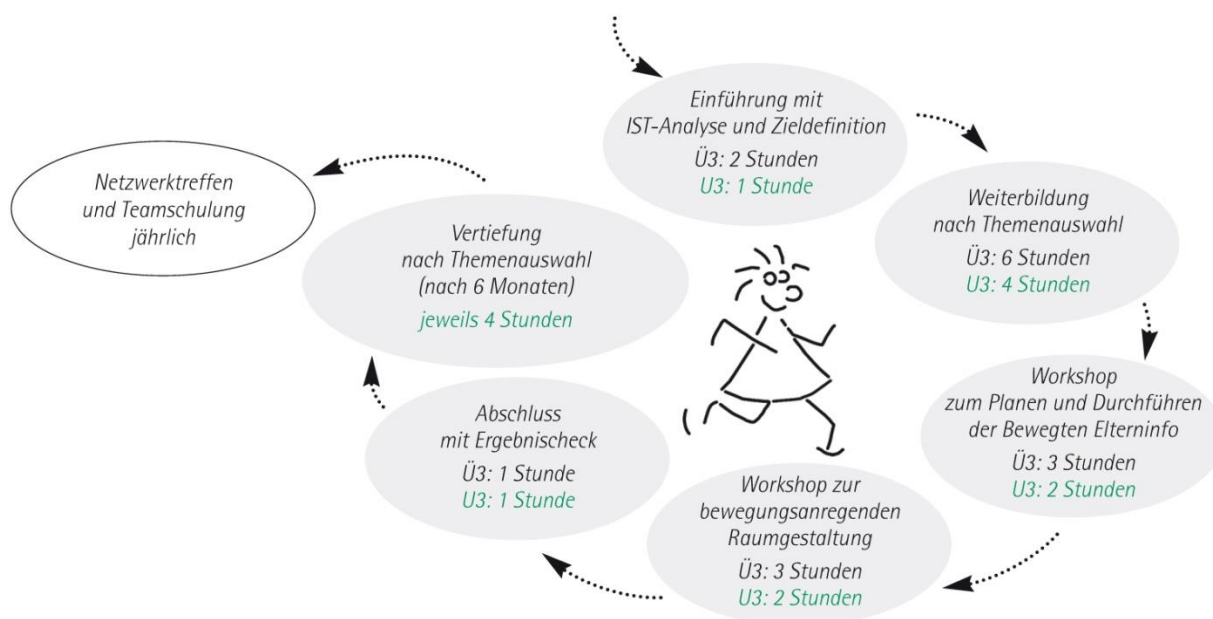 Einführung mit
IST-Analyse und Zieldefinition
Ü3: 2 Stunden
U3: 1 Stunde
Weiterbildung
nach Themenauswahl
Ü3: 6 Stunden
U3: 4 Stunden
Workshop
zum Planen und Durchführen
der Bewegten Elterninfo
Ü3: 3 Stunden
U3: 2 Stunden
Workshop zur
bewegungsanregenden
Raumgestaltung
Ü3: 3 Stunden
U3: 2 Stunden
Abschluss
mit Ergebnischeck
Ü3: 1 Stunde
U3: 1 Stunde
Vertiefung
nach Themenauswahl
(nach 6 Monaten)
jeweils 4 Stunden
Netzwerktreffen
und Teamschulung
jährlich